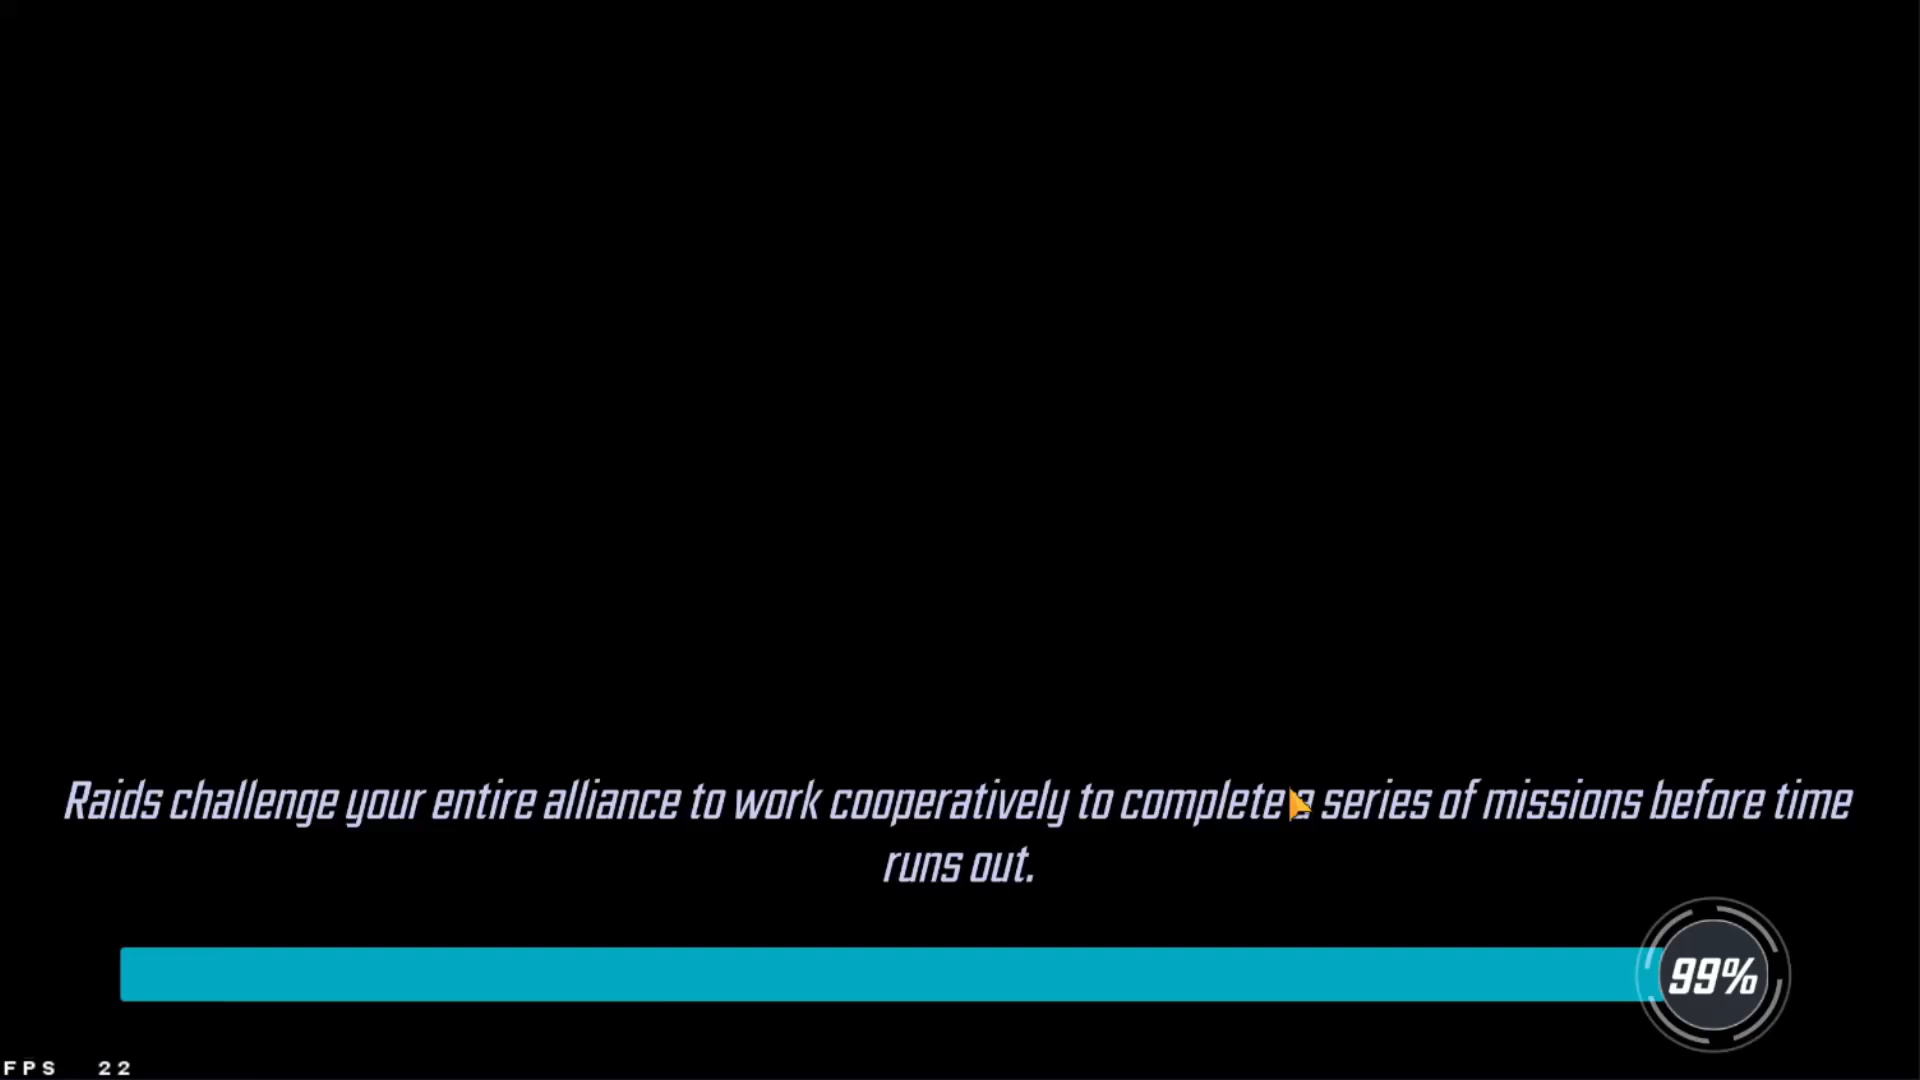 Raids challenge your entire alliance to work cooperatively to complete a series of missions before time
runs out.
99%
FPS 22